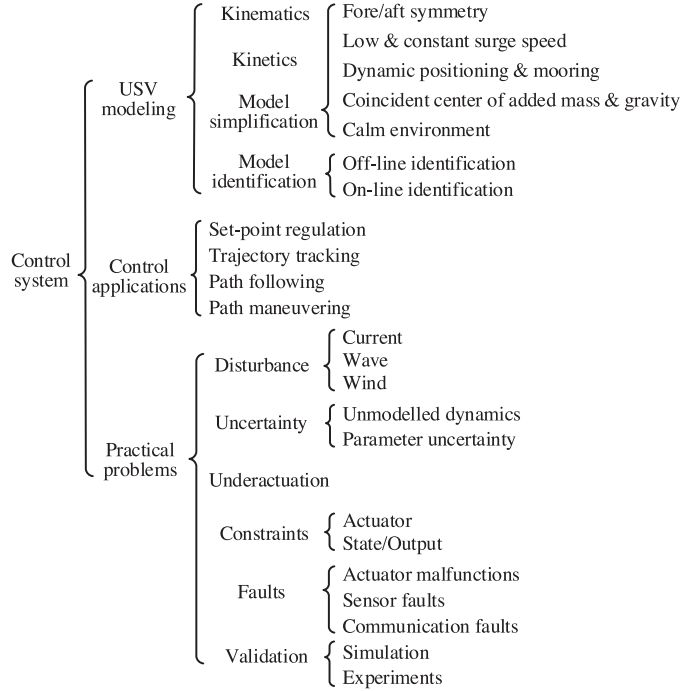 Control
system
USV
modeling
Kinematics
Kinetics
Model
simplification
Fore/aft symmetry
Low & constant surge speed
Dynamic positioning & mooring
Coincident center of added mass & gravity
Calm environment
Model
identification
Off-line identification
On-line identification
Control
applications
Set-point regulation
Trajectory tracking
Path following
Path maneuvering
Practical
problems
Disturbance
Current
Wave
Wind
Uncertainty
Unmodelled dynamics
Parameter uncertainty
Underactuation
Constraints
Actuator
State/Output
Faults
Actuator malfunctions
Sensor faults
Communication faults
Validation
Simulation
Experiments